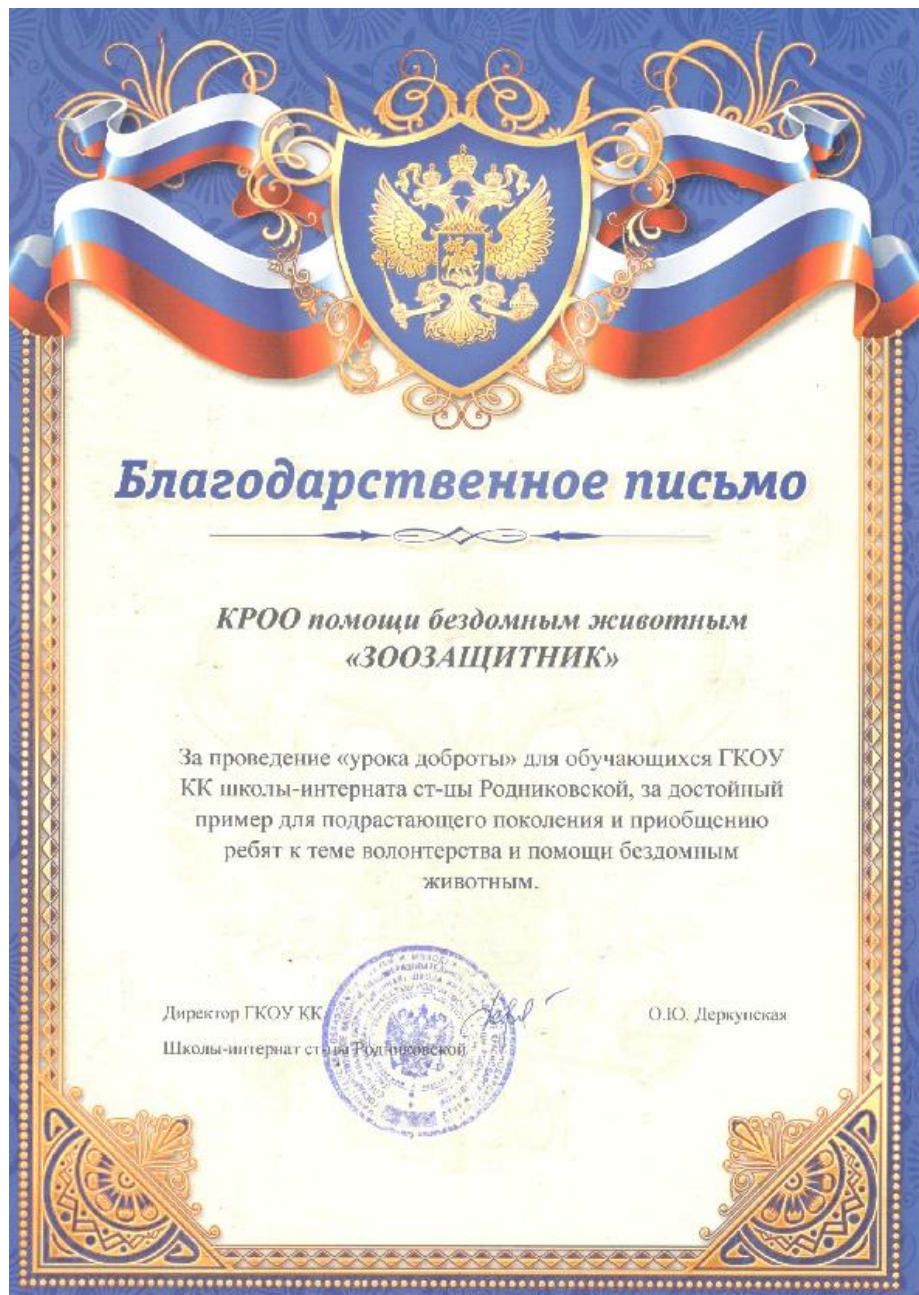 Благодарственное письмо
КРОО помощи бездомным животным
«ЗООЗАЩИТНИК»
За проведение «урока доброты» для обучающихся ГКОУ
КК школы-интерната ст-цы Родниковской, за достойный
пример для подрастающего поколения и приобщению
ребят к теме волонтерства и помощи бездомным
животным.
Директор ГКОУ КК О.Ю. Деркунская
Школы-интернат ст-цы Родниковской